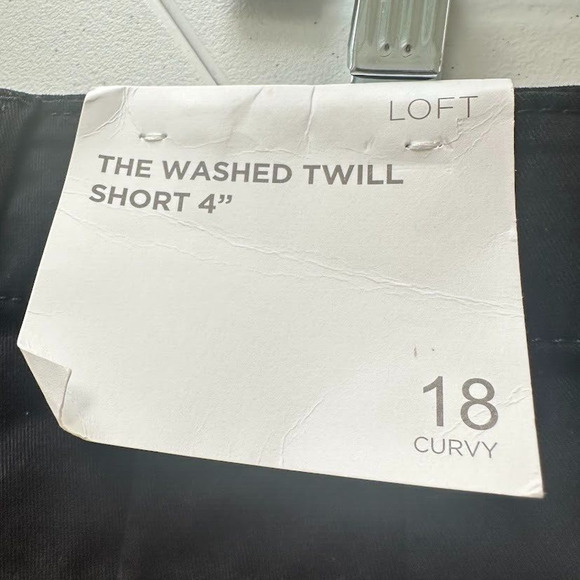 LOFT
THE WASHED TWILL
SHORT 4”
18
CURVY